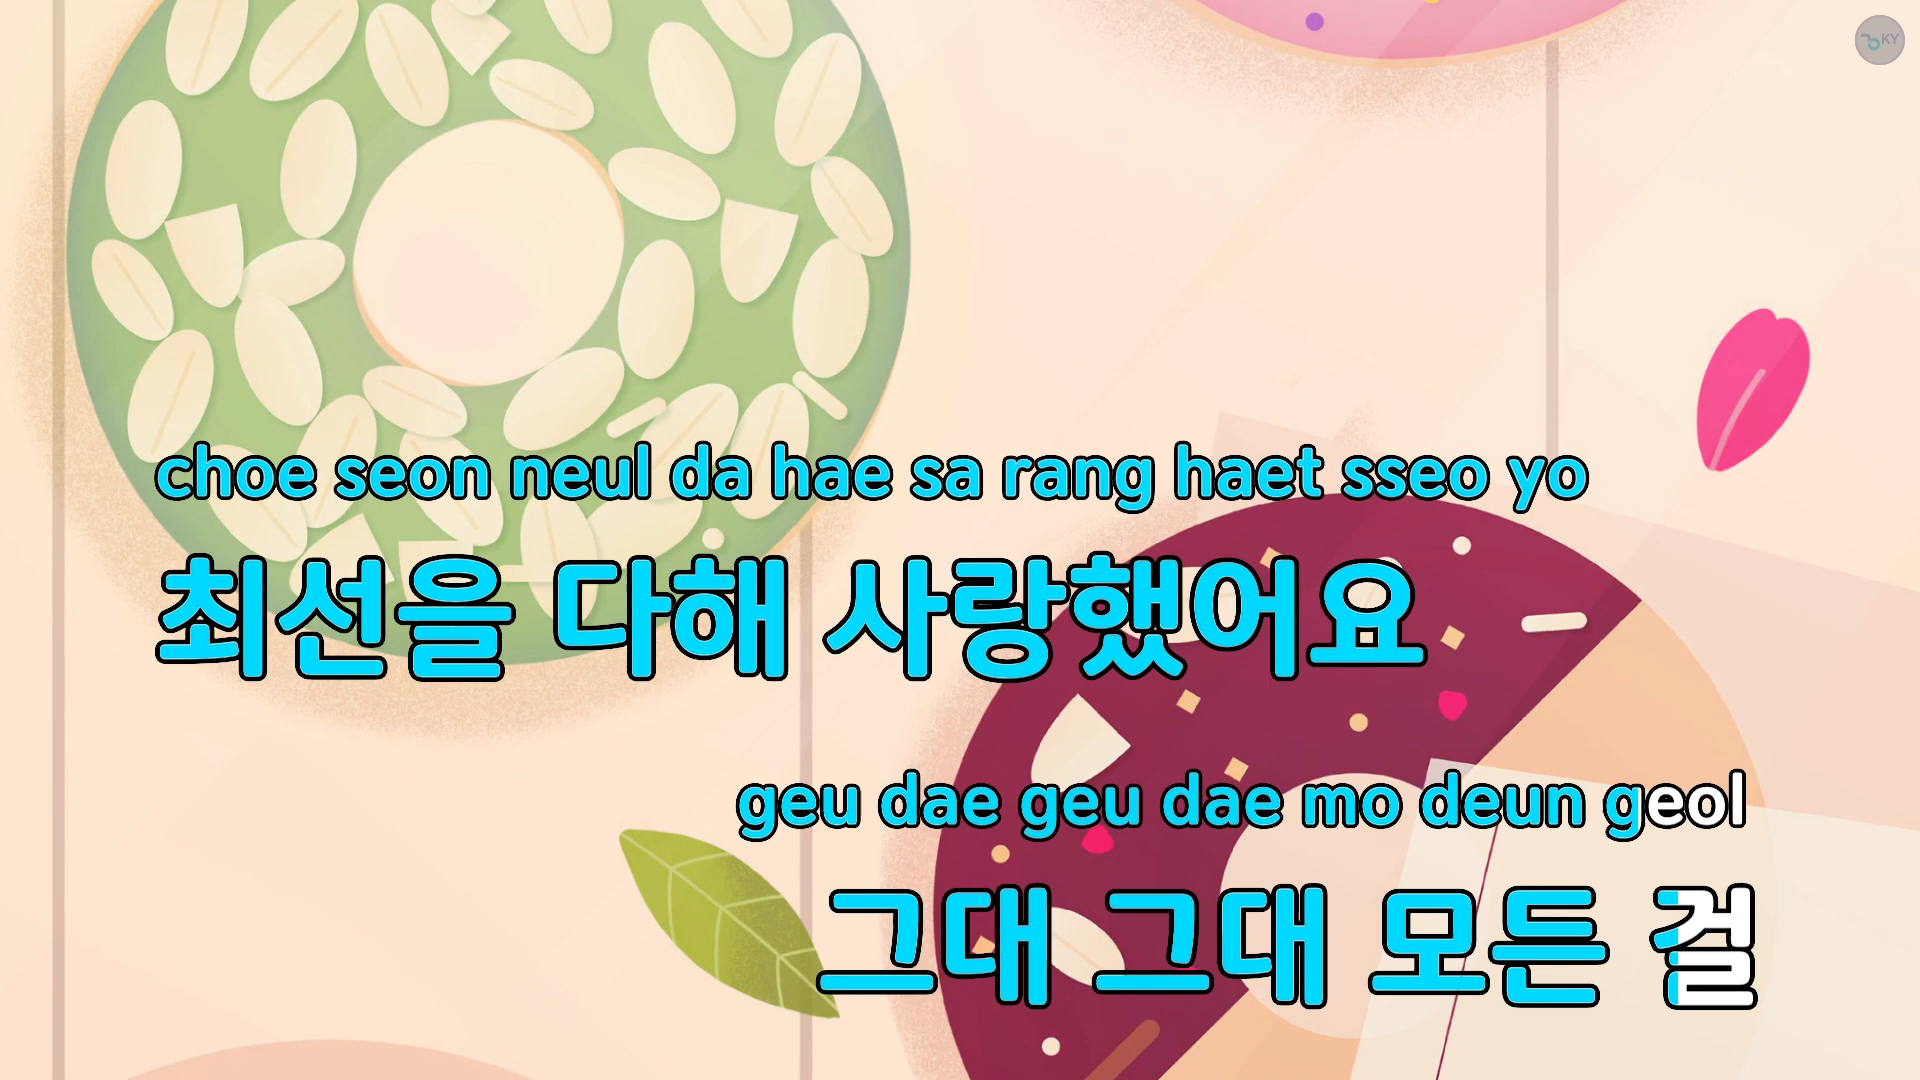 KY
choe seon neul da hae sa rang haet sseo yo
최선을 다해 사랑했어요
geu dae geu dae mo deun geol
그대 그대 모든 걸